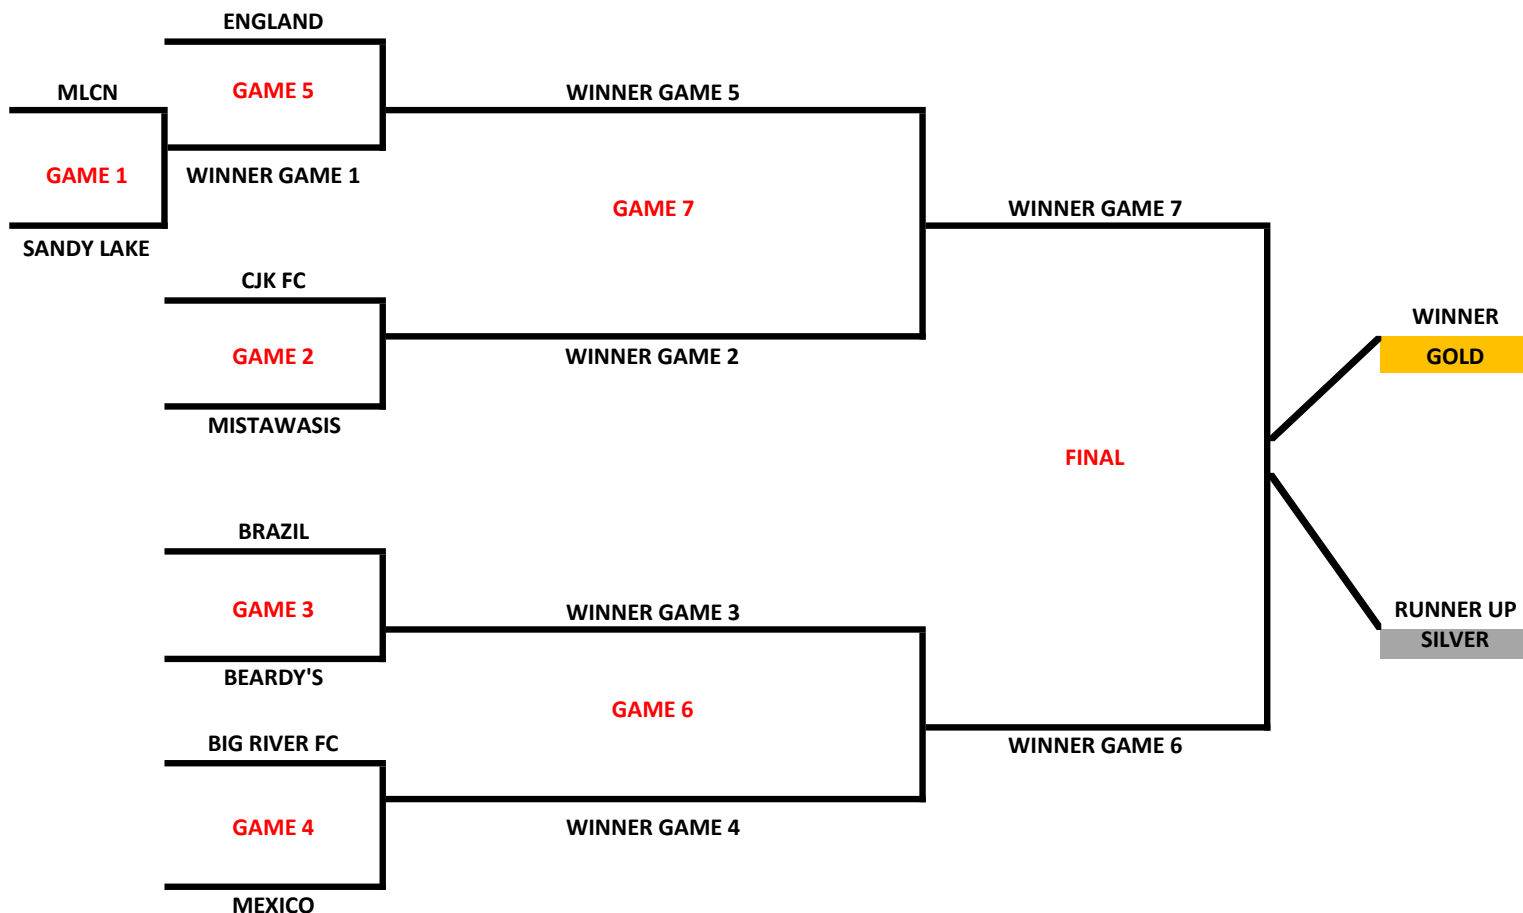 ENGLAND
MLCN
GAME 5
WINNER GAME 5
GAME 1
WINNER GAME 1
GAME 7
WINNER GAME 7
SANDY LAKE
CJK FC
WINNER
GAME 2
WINNER GAME 2
GOLD
MISTAWASIS
FINAL
BRAZIL
GAME 3
WINNER GAME 3
RUNNER UP
SILVER
BEARDY'S
GAME 6
BIG RIVER FC
WINNER GAME 6
GAME 4
WINNER GAME 4
MEXICO